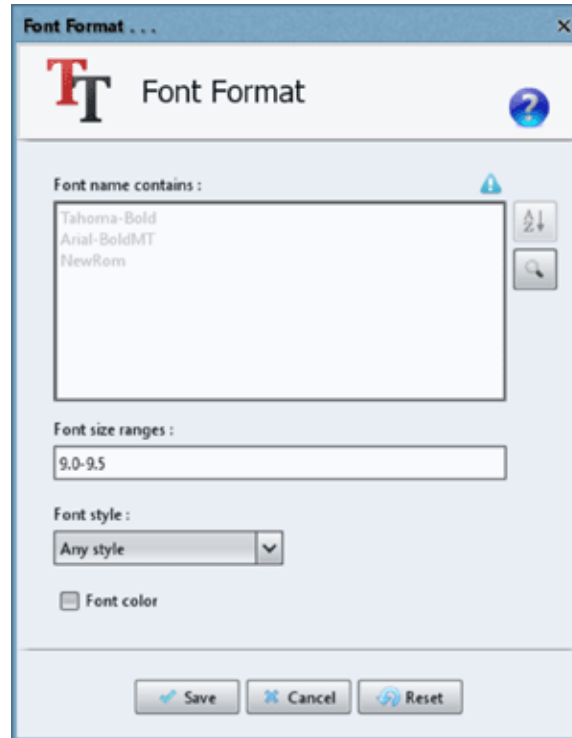 Font Format . . .
TT Font Format
Font name contains :
Tahoma-Bold
Arial-BoldMT
NewRom
Font size ranges :
9.0-9.5
Font style :
Any style
Font color
Save Cancel Reset